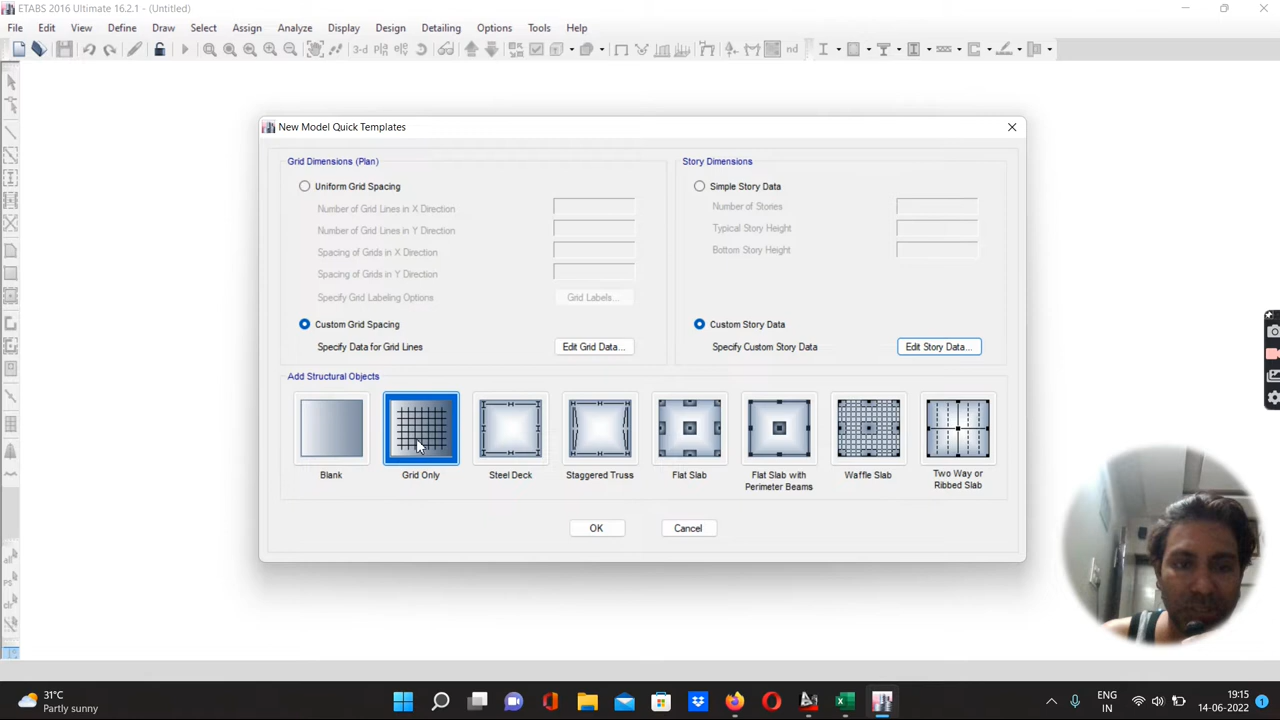 ETABS 2016 Ultimate 16.2.1 - (Untitled)
File Edit View Define Draw Select Assign Analyze Display Design Detailing Options Tools Help
3-d
nd
New Model Quick Templates
Grid Dimensions (Plan)
Uniform Grid Spacing
Number of Grid Lines in X Direction
Number of Grid Lines in Y Direction
Spacing of Grids in X Direction
Spacing of Grids in Y Direction
Specify Grid Labeling Options
Grid Labels...
Custom Grid Spacing
Specify Data for Grid Lines
Edit Grid Data...
Story Dimensions
Simple Story Data
Number of Stories
Typical Story Height
Bottom Story Height
Custom Story Data
Specify Custom Story Data
Edit Story Data...
Add Structural Objects
Blank
Grid Only
Steel Deck
Staggered Truss
Flat Slab
Flat Slab with
Perimeter Beams
Waffle Slab
Two Way or
Ribbed Slab
OK
Cancel
all
clr
31°C
Partly sunny
ENG
IN
19:15
14-06-2022
1